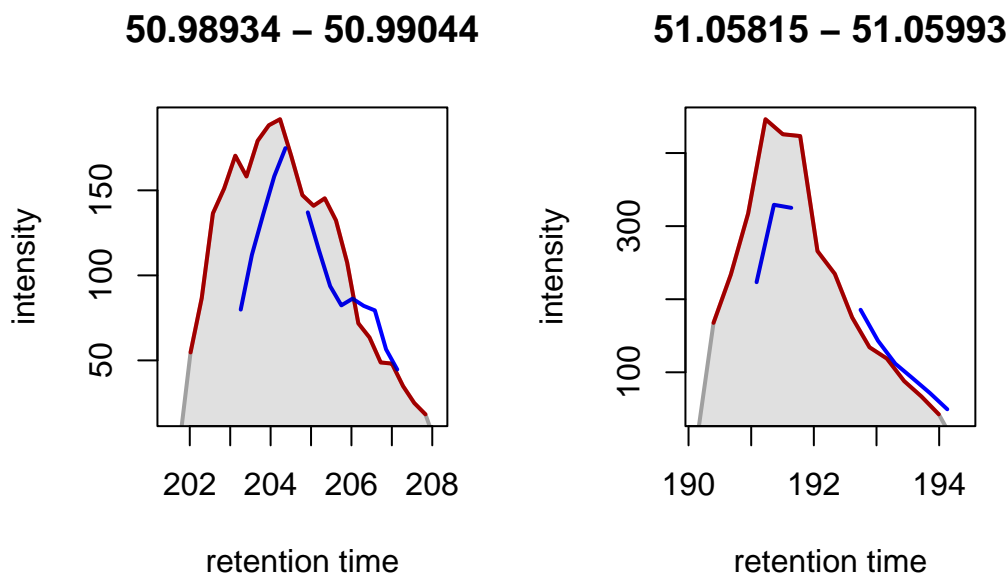 50.98934 – 50.99044
intensity
150
100
50
202 204 206 208
retention time
51.05815 – 51.05993
intensity
300
100
190 192 194
retention time